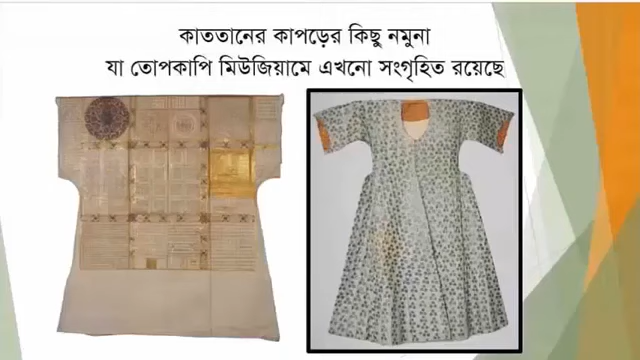 কাততানের কাপড়ের কিছু নমুনা
যা তোপকাপি মিউজিয়ামে এখনো সংগৃহিত রয়েছে